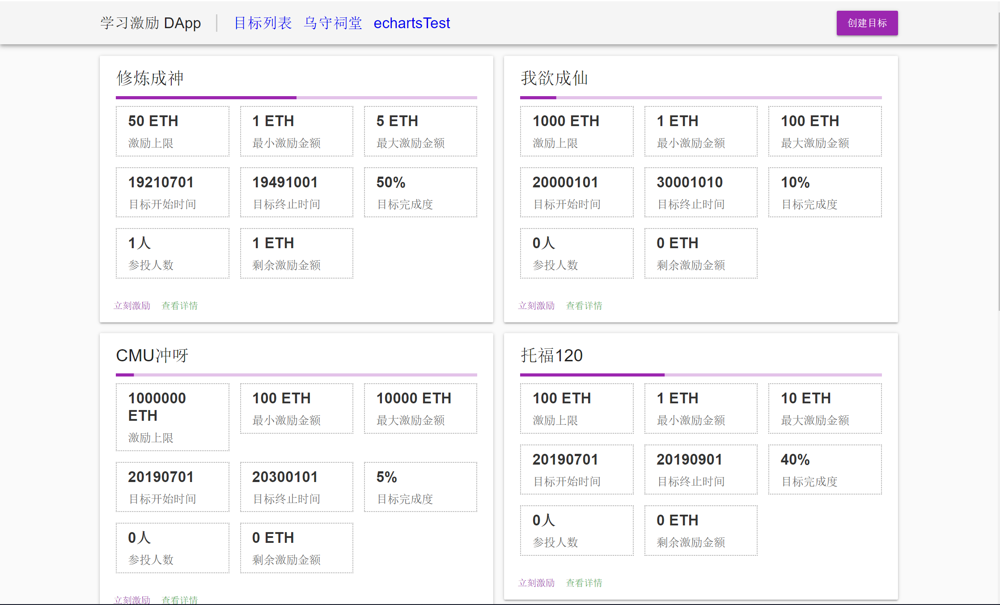 学习激励 DApp 目标列表 乌守祠堂 echartsTest 创建目标
修炼成神
50 ETH 1 ETH 5 ETH
激励上限 最小激励金额 最大激励金额
19210701 19491001 50%
目标开始时间 目标终止时间 目标完成度
1人 1 ETH
参投人数 剩余激励金额
立刻激励 查看详情
我欲成仙
1000 ETH 1 ETH 100 ETH
激励上限 最小激励金额 最大激励金额
20000101 30001010 10%
目标开始时间 目标终止时间 目标完成度
0人 0 ETH
参投人数 剩余激励金额
立刻激励 查看详情
CMU冲呀
1000000
ETH
激励上限
100 ETH 10000 ETH
最小激励金额 最大激励金额
20190701 20300101 5%
目标开始时间 目标终止时间 目标完成度
0人 0 ETH
参投人数 剩余激励金额
立刻激励 查看详情
托福120
100 ETH 1 ETH 10 ETH
激励上限 最小激励金额 最大激励金额
20190701 20190901 40%
目标开始时间 目标终止时间 目标完成度
0人 0 ETH
参投人数 剩余激励金额
立刻激励 查看详情